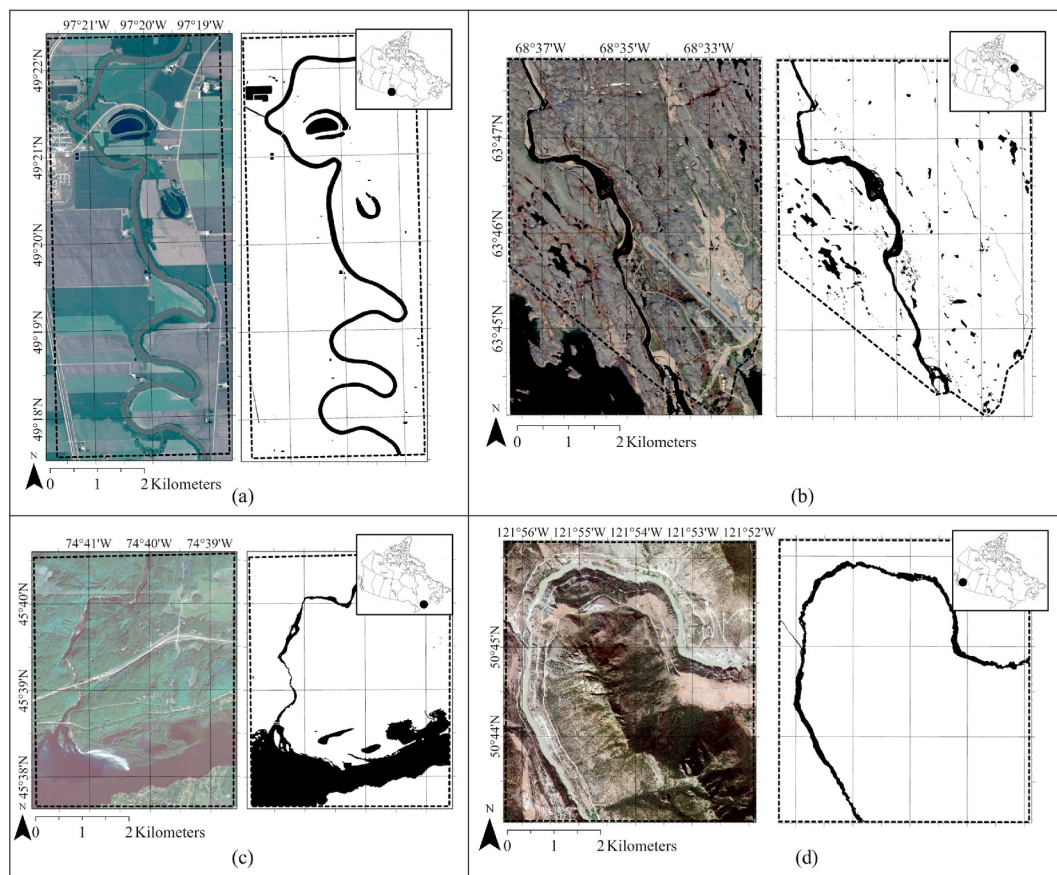 97°21'W 97°20'W 97°19'W
49°22'N
49°21'N
49°20'N
49°19'N
49°18'N
N
0 1 2 Kilometers
(a)
68°37'W 68°35'W 68°33'W
63°47'N
63°46'N
63°45'N
N
0 1 2 Kilometers
(b)
74°41'W 74°40'W 74°39'W
45°40'N
45°39'N
45°38'N
N
0 1 2 Kilometers
(c)
121°56'W 121°55'W 121°54'W 121°53'W 121°52'W
50°45'N
50°44'N
N
0 1 2 Kilometers
(d)